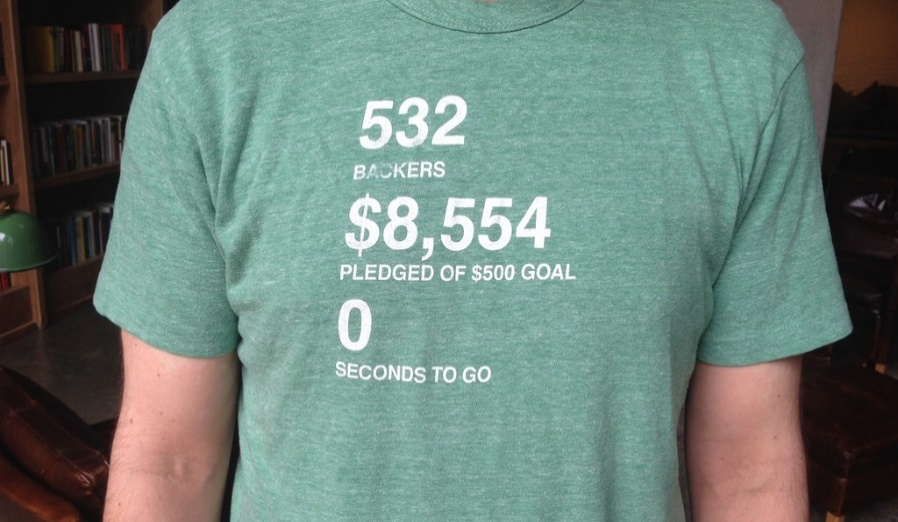 532
BACKERS
$8,554
PLEDGED OF $500 GOAL
0
SECONDS TO GO